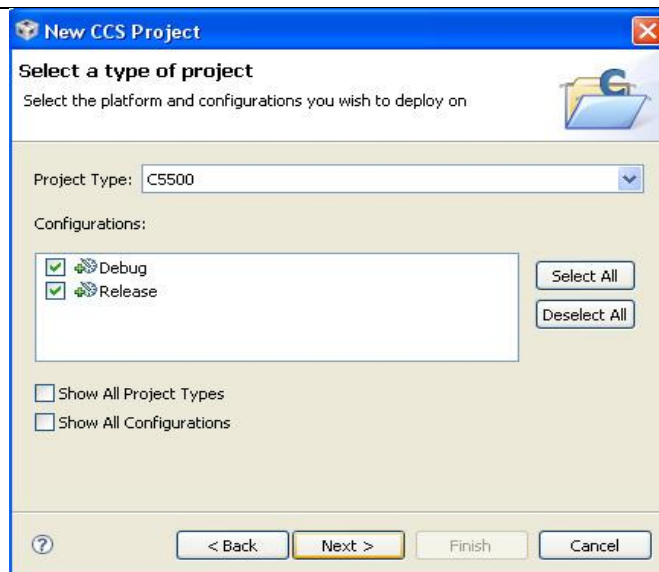 New CCS Project
Select a type of project
Select the platform and configurations you wish to deploy on
Project Type: C5500
Configurations:
Debug
Release
Select All
Deselect All
Show All Project Types
Show All Configurations
? < Back Next > Finish Cancel